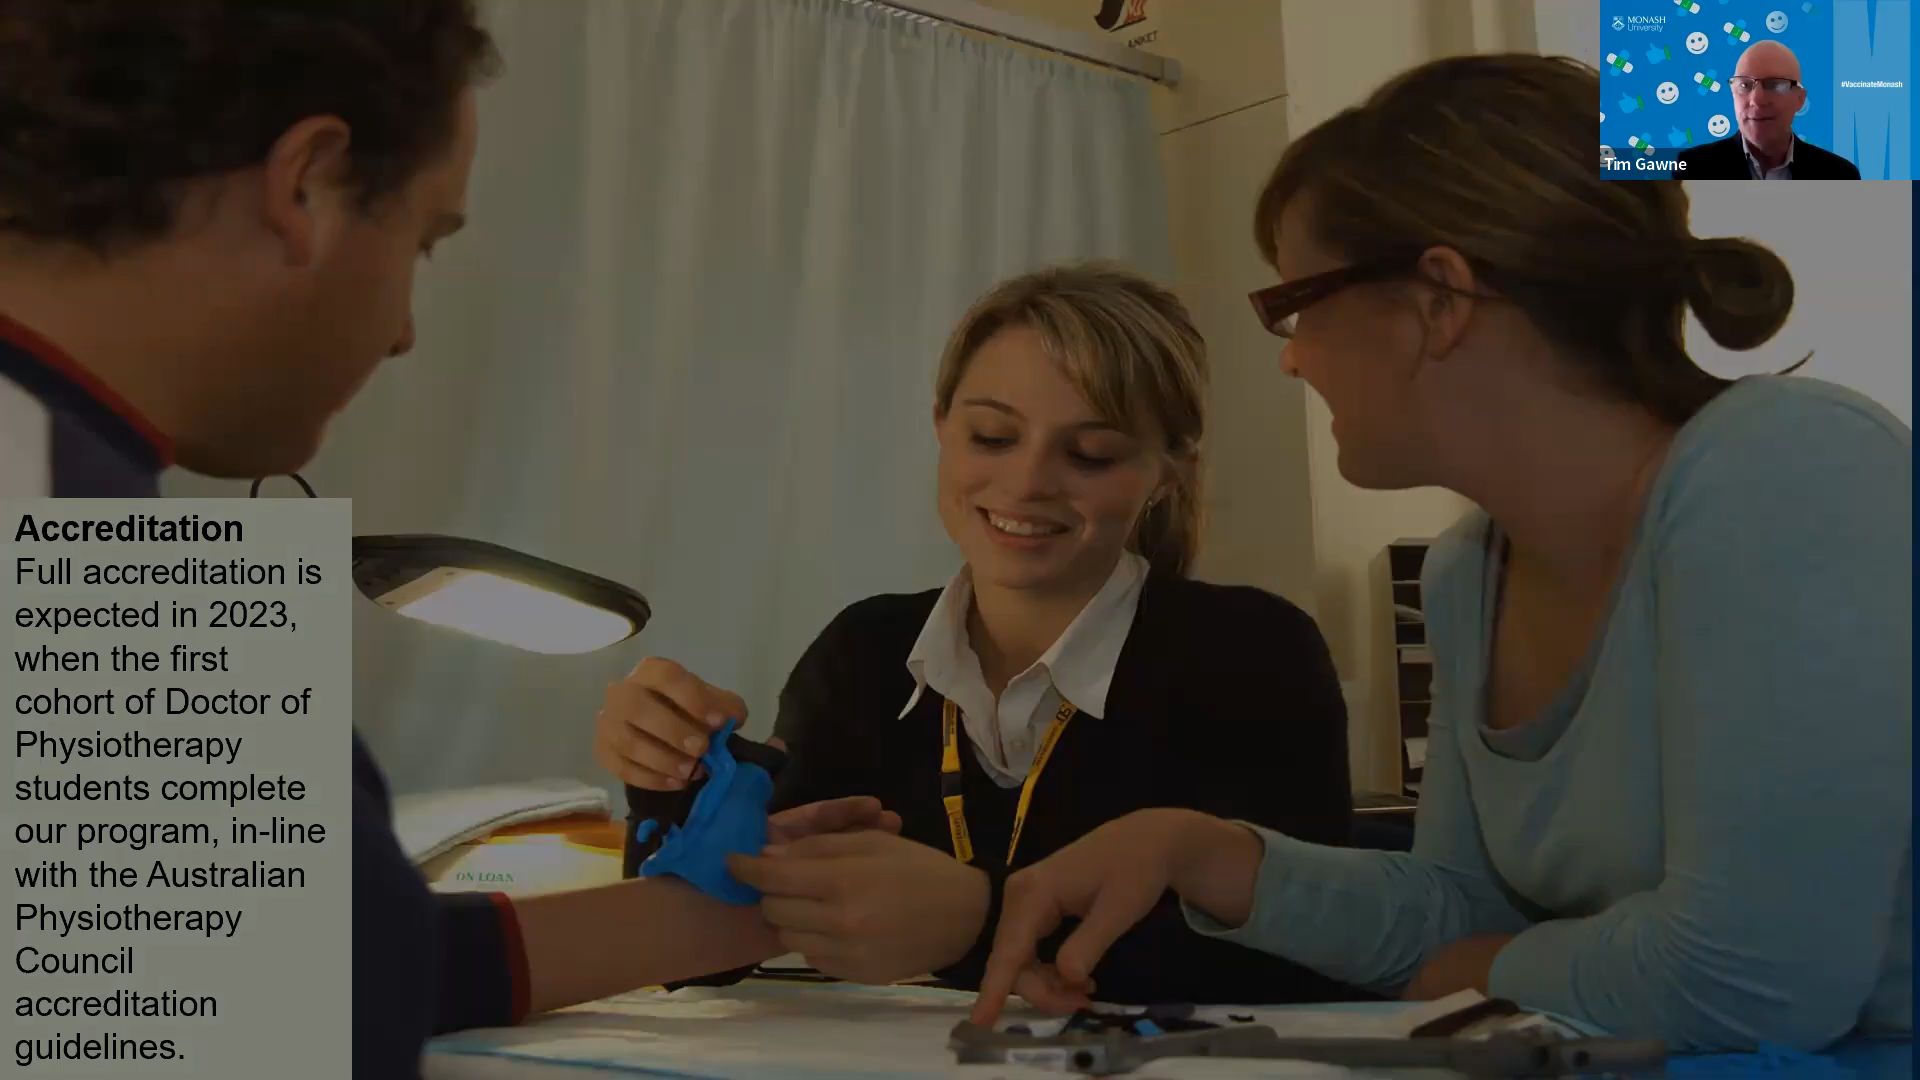 ANKET
MONASH
University
#VaccinateMonash
Tim Gawne
Accreditation
Full accreditation is
expected in 2023,
when the first
cohort of Doctor of
Physiotherapy
students complete
our program, in-line
with the Australian
Physiotherapy
Council
accreditation
guidelines.
ON LOAN